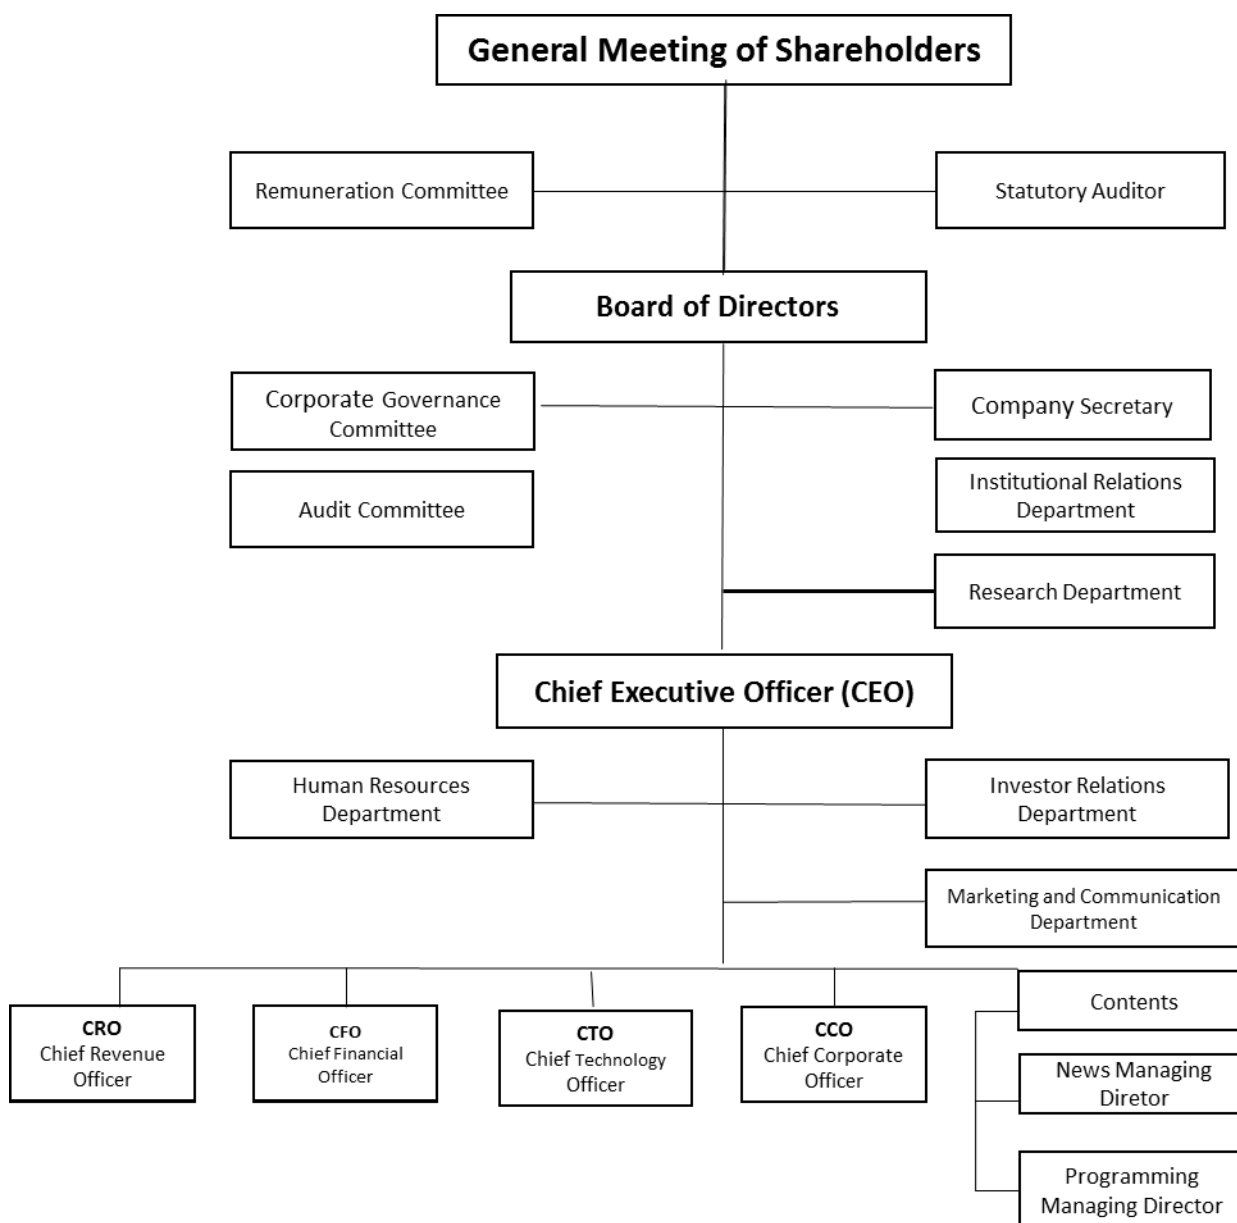 General Meeting of Shareholders
Remuneration Committee
Statutory Auditor
Board of Directors
Corporate Governance
Committee
Company Secretary
Audit Committee
Institutional Relations
Department
Research Department
Chief Executive Officer (CEO)
Human Resources
Department
Investor Relations
Department
Marketing and Communication
Department
CRO
Chief Revenue
Officer
CFO
Chief Financial
Officer
CTO
Chief Technology
Officer
CCO
Chief Corporate
Officer
Contents
News Managing
Diretor
Programming
Managing Director